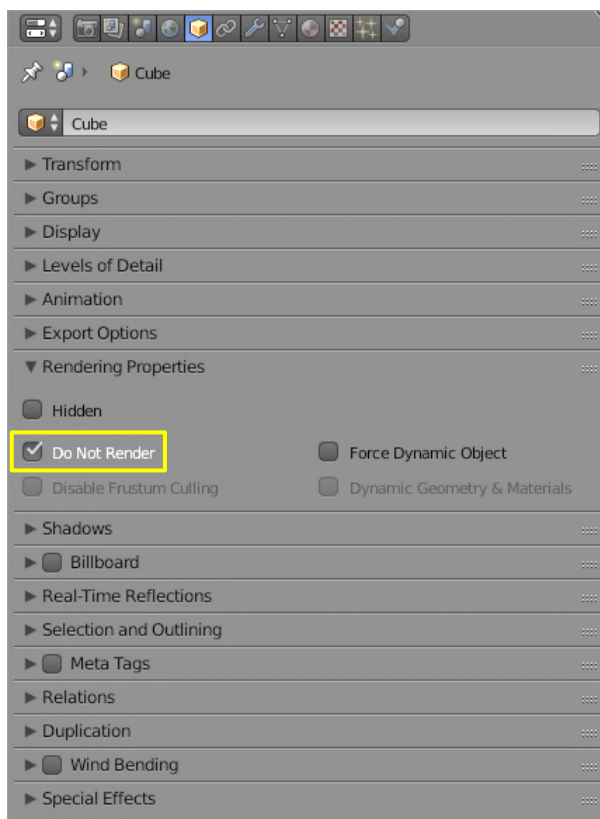 Cube
Cube
Transform
Groups
Display
Levels of Detail
Animation
Export Options
Rendering Properties
Hidden
Do Not Render Force Dynamic Object
Disable Frustum Culling Dynamic Geometry & Materials
Shadows
Billboard
Real-Time Reflections
Selection and Outlining
Meta Tags
Relations
Duplication
Wind Bending
Special Effects